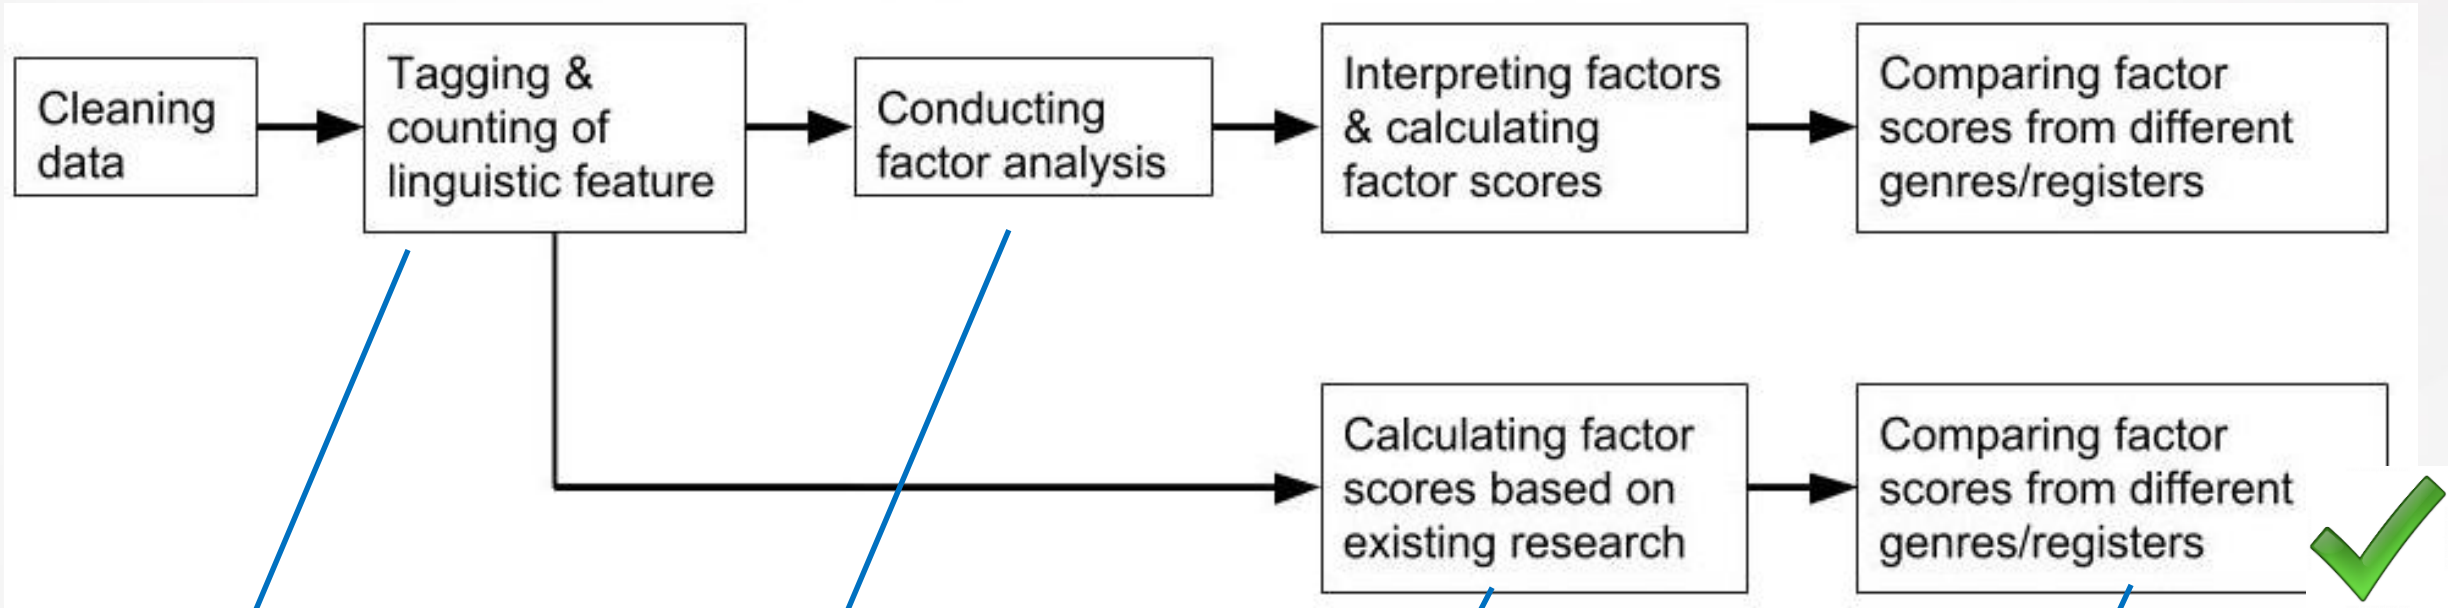 Cleaning
data
Tagging &
counting of
linguistic feature
Conducting
factor analysis
Interpreting factors
& calculating
factor scores
Comparing factor
scores from different
genres/registers
Calculating factor
scores based on
existing research
Comparing factor
scores from different
genres/registers